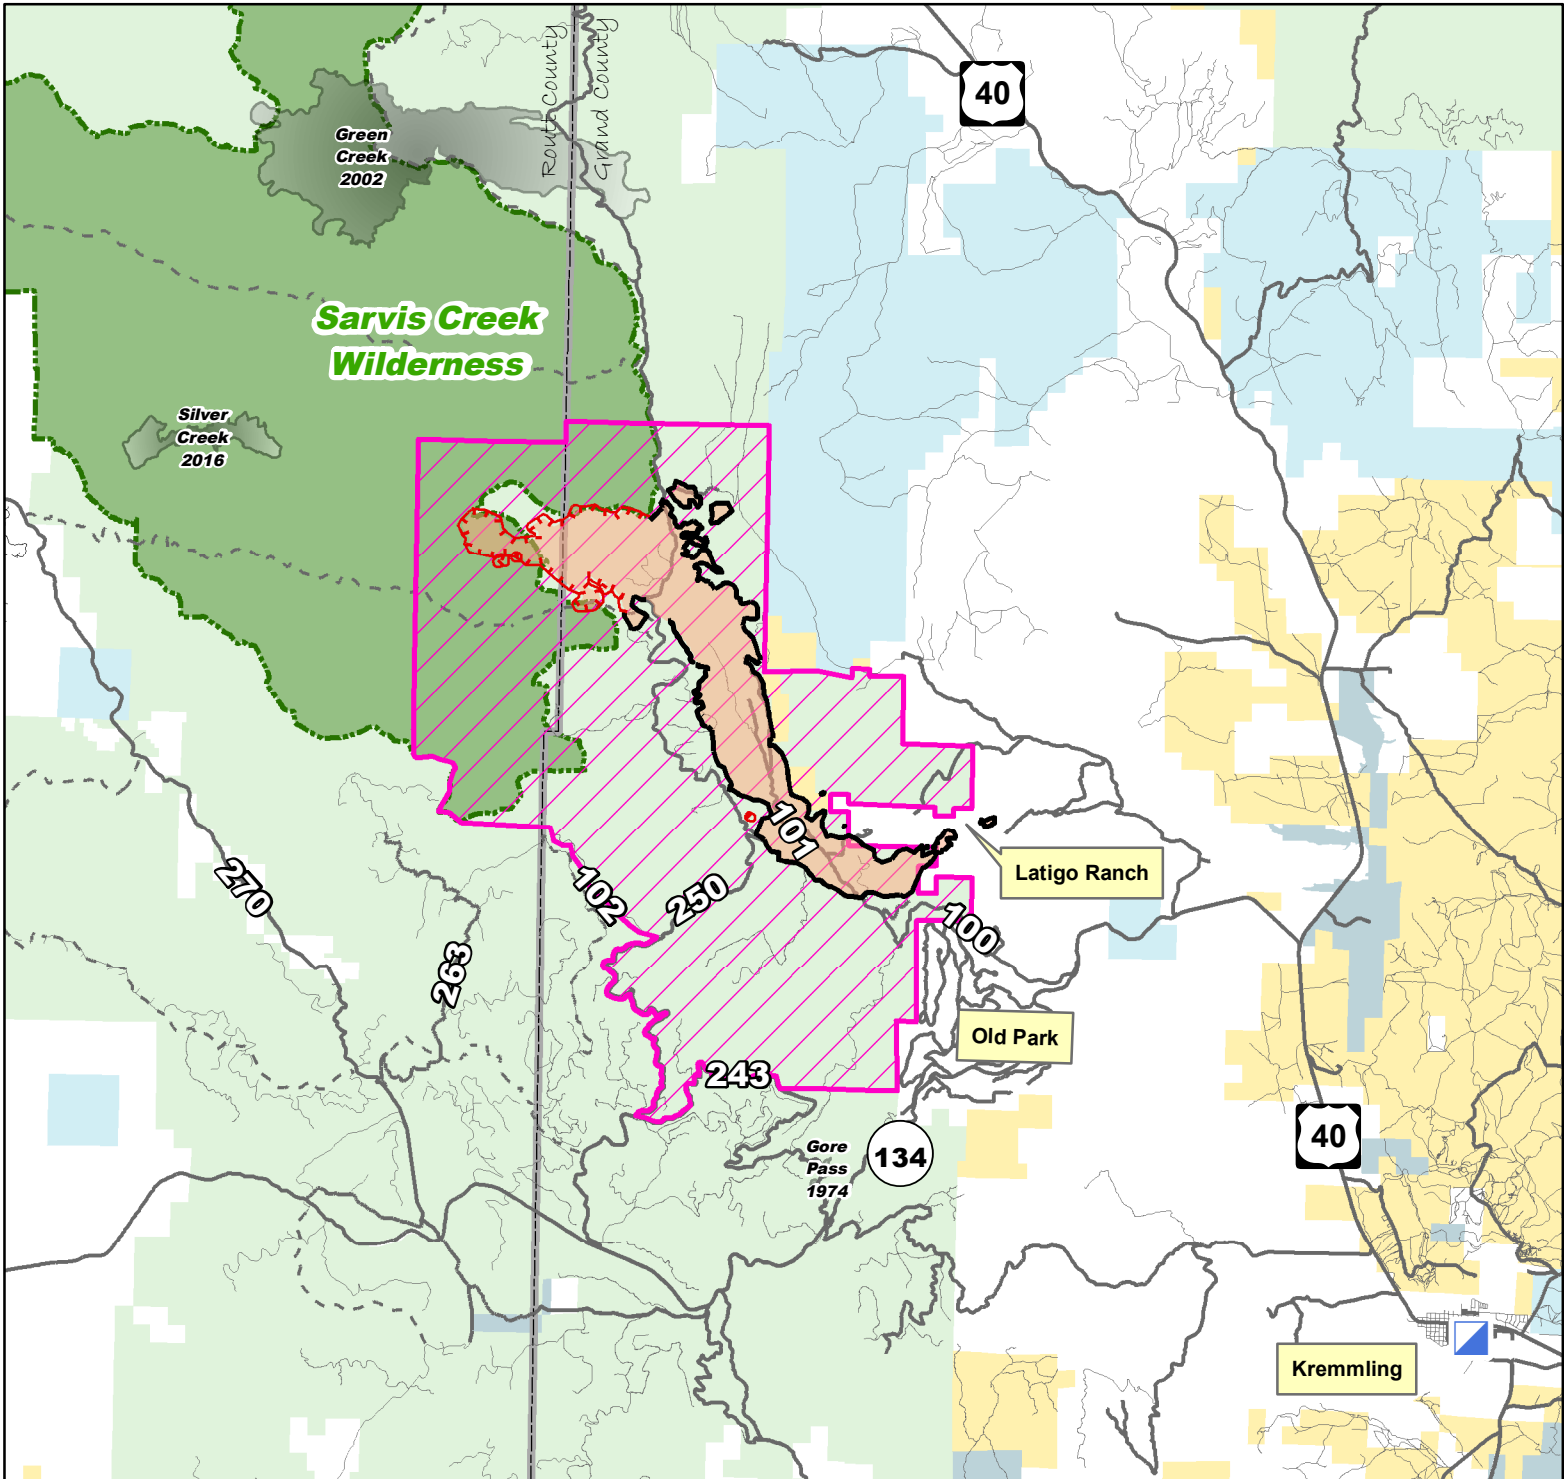 Routt County
Grand County
40
Green
Creek
2002
Sarvis Creek
Wilderness
Silver
Creek
2016
101
Latigo Ranch
270
102
250
100
263
Old Park
243
40
Gore
Pass
1974
134
Kremmling